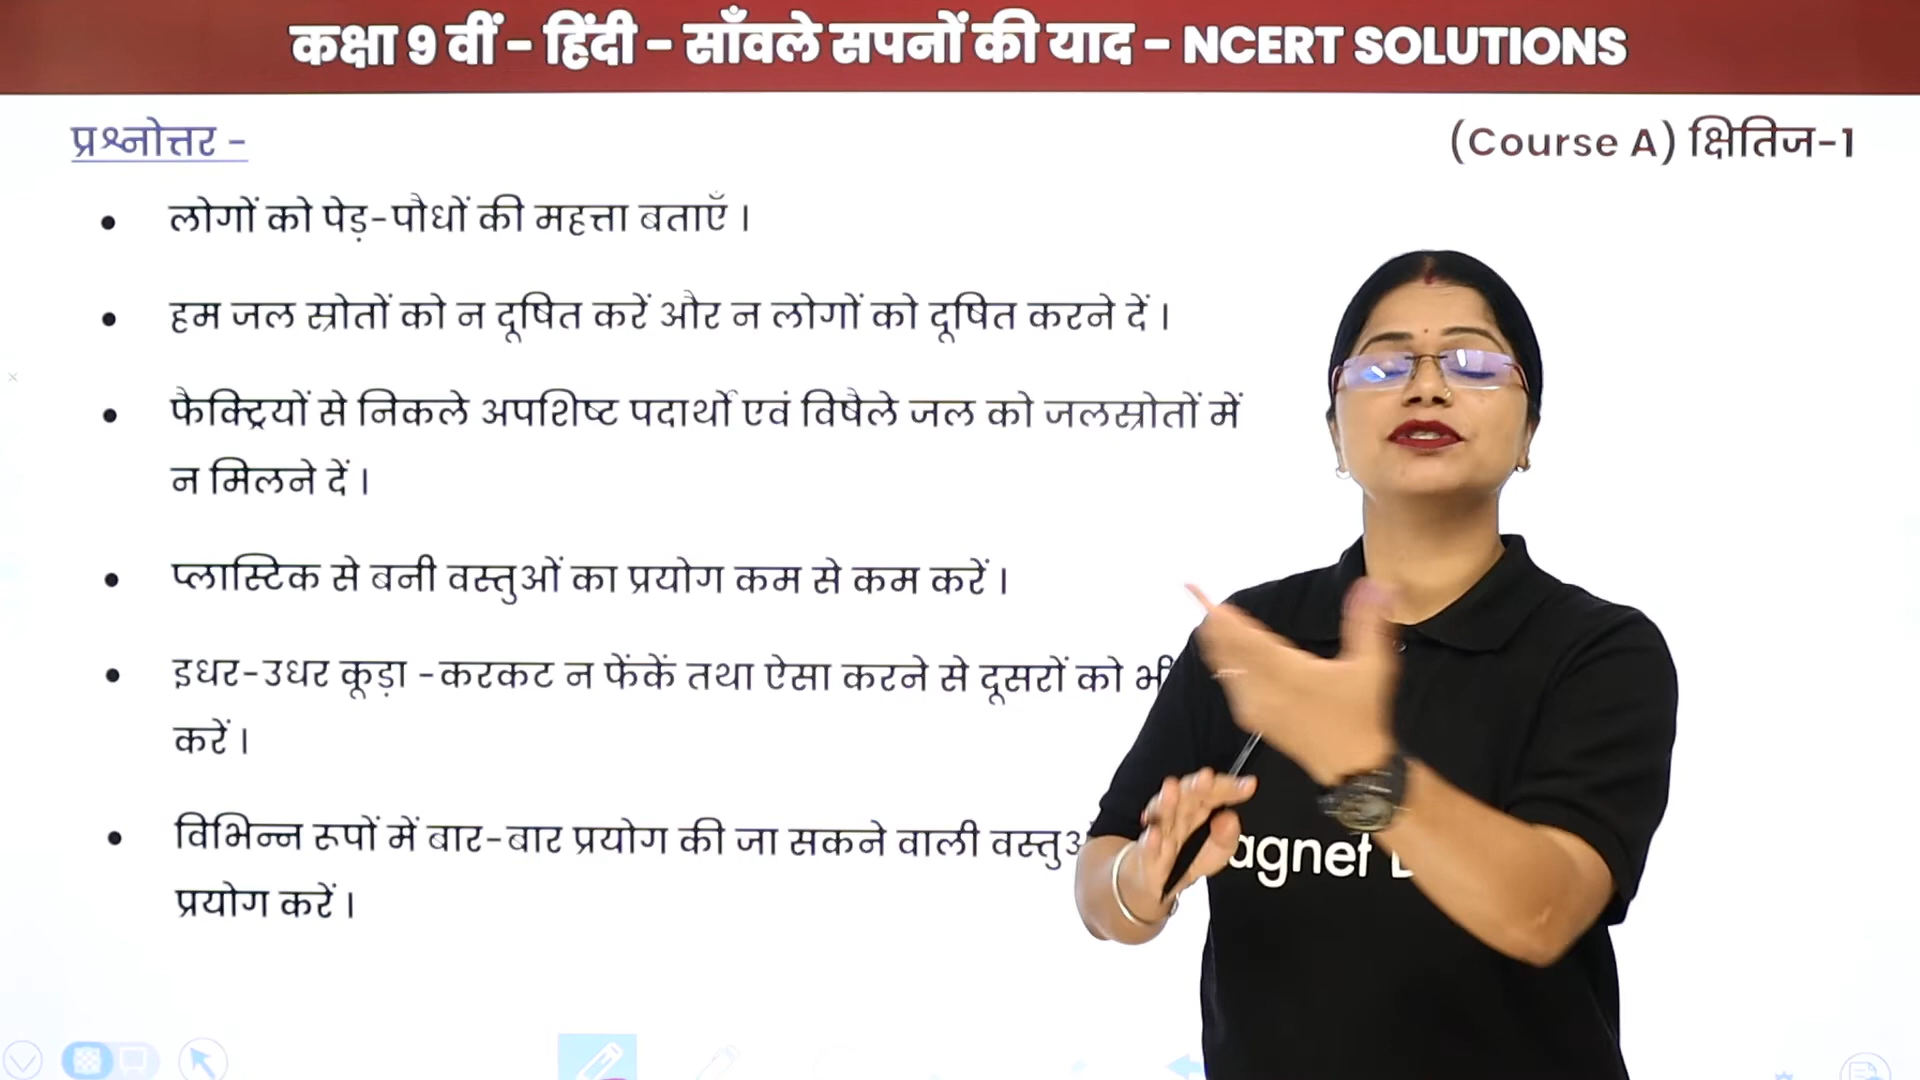 कक्षा 9 वीं - हिंदी - साँवले सपनों की याद - NCERT SOLUTIONS
प्रश्नोत्तर -
(Course A) क्षितिज-1
• लोगों को पेड़-पौधों की महत्ता बताएँ ।
• हम जल स्रोतों को न दूषित करें और न लोगों को दूषित करने दें ।
• फैक्ट्रियों से निकले अपशिष्ट पदार्थों एवं विषैले जल को जलस्रोतों में
न मिलने दें ।
• प्लास्टिक से बनी वस्तुओं का प्रयोग कम से कम करें ।
• इधर-उधर कूड़ा -करकट न फेंकें तथा ऐसा करने से दूसरों को भी
करें ।
• विभिन्न रूपों में बार-बार प्रयोग की जा सकने वाली
प्रयोग करें ।
agnet